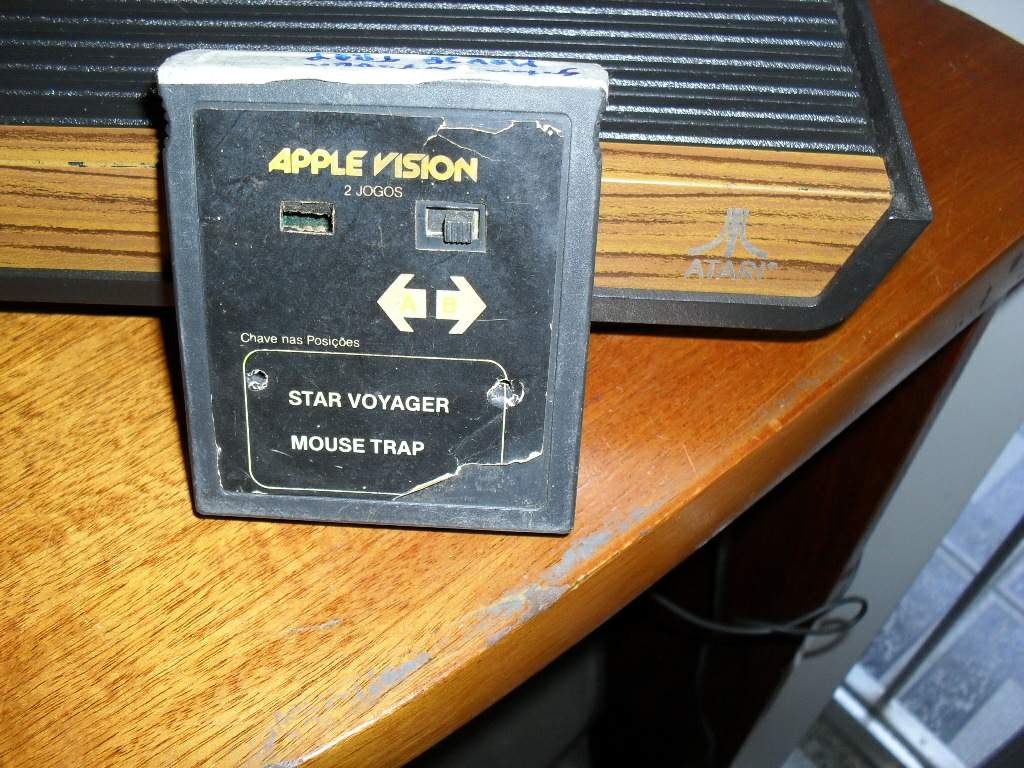 APPLE VISION
2 JOGOS
A B
Chave nas Posições
STAR VOYAGER
MOUSE TRAP
ATARI